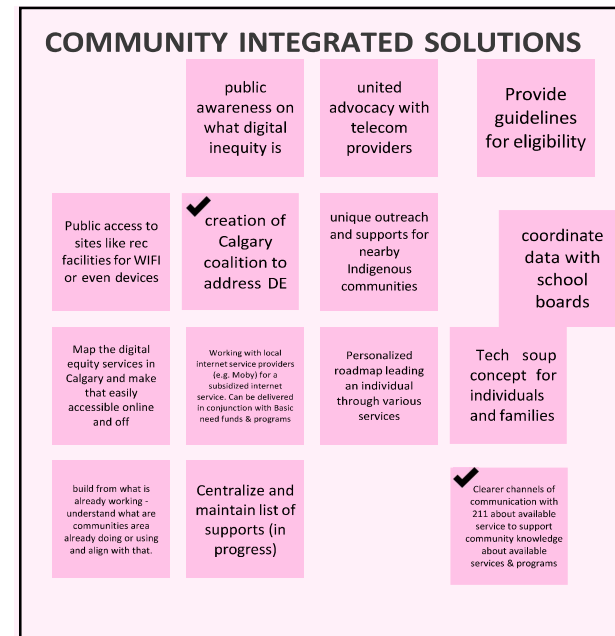 COMMUNITY INTEGRATED SOLUTIONS
public
awareness on
what digital
inequity is
united
advocacy with
telecom
providers
Provide
guidelines
for eligibility
Public access to
sites like rec
facilities for WIFI
or even devices
creation of
Calgary
coalition to
address DE
unique outreach
and supports for
nearby
Indigenous
communities
coordinate
data with
school
boards
Map the digital
equity services in
Calgary and make
that easily
accessible online
and off
Working with local
internet service providers
(e.g. Moby) for a
subsidized internet
service. Can be delivered
in conjunction with Basic
need funds & programs
Personalized
roadmap leading
an individual
through various
services
Tech soup
concept for
individuals
and families
build from what is
already working -
understand what are
communities area
already doing or using
and align with that.
Centralize and
maintain list of
supports (in
progress)
Clearer channels of
communication with
211 about available
service to support
community knowledge
about available
services & programs